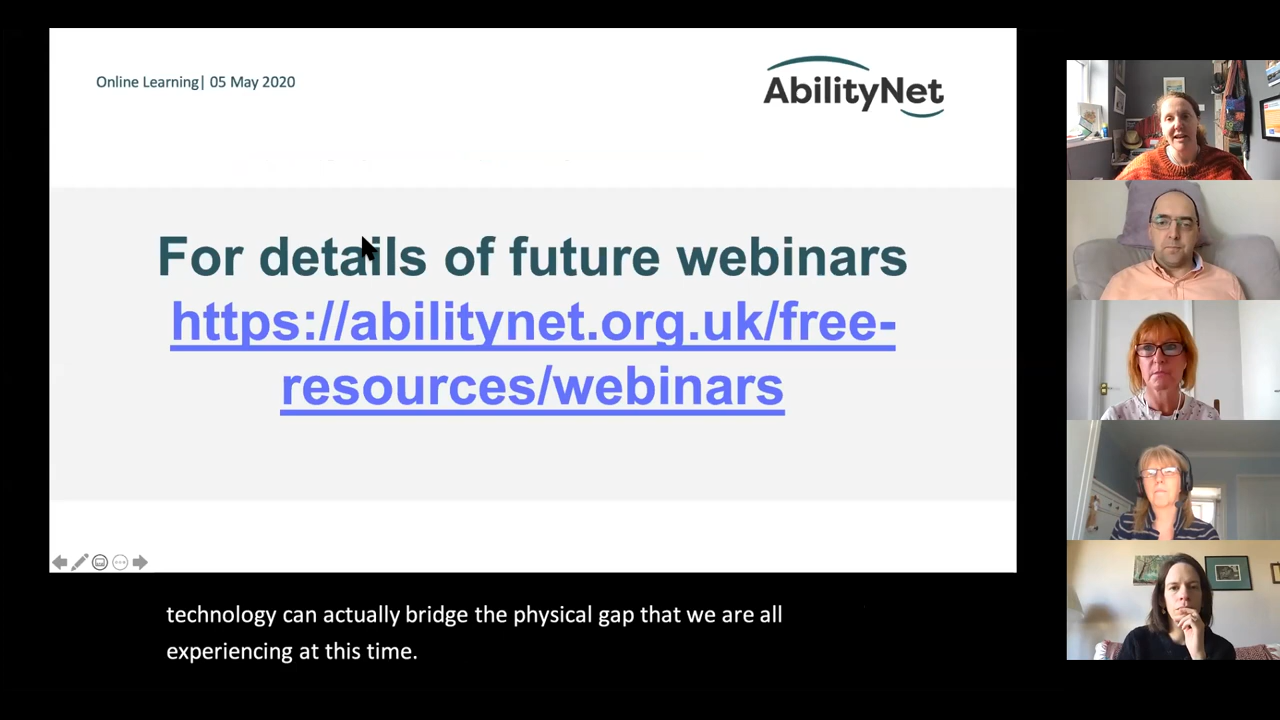 Online Learning| 05 May 2020
AbilityNet
For details of future webinars
https://abilitynet.org.uk/free-
resources/webinars
technology can actually bridge the physical gap that we are all
experiencing at this time.